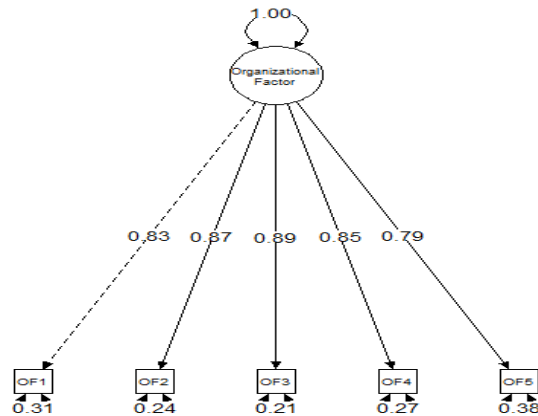 1.00
Organizational
Factor
0.83 0.87 0.89 0.85 0.79
OF1 OF2 OF3 OF4 OF5
0.31 0.24 0.21 0.27 0.38